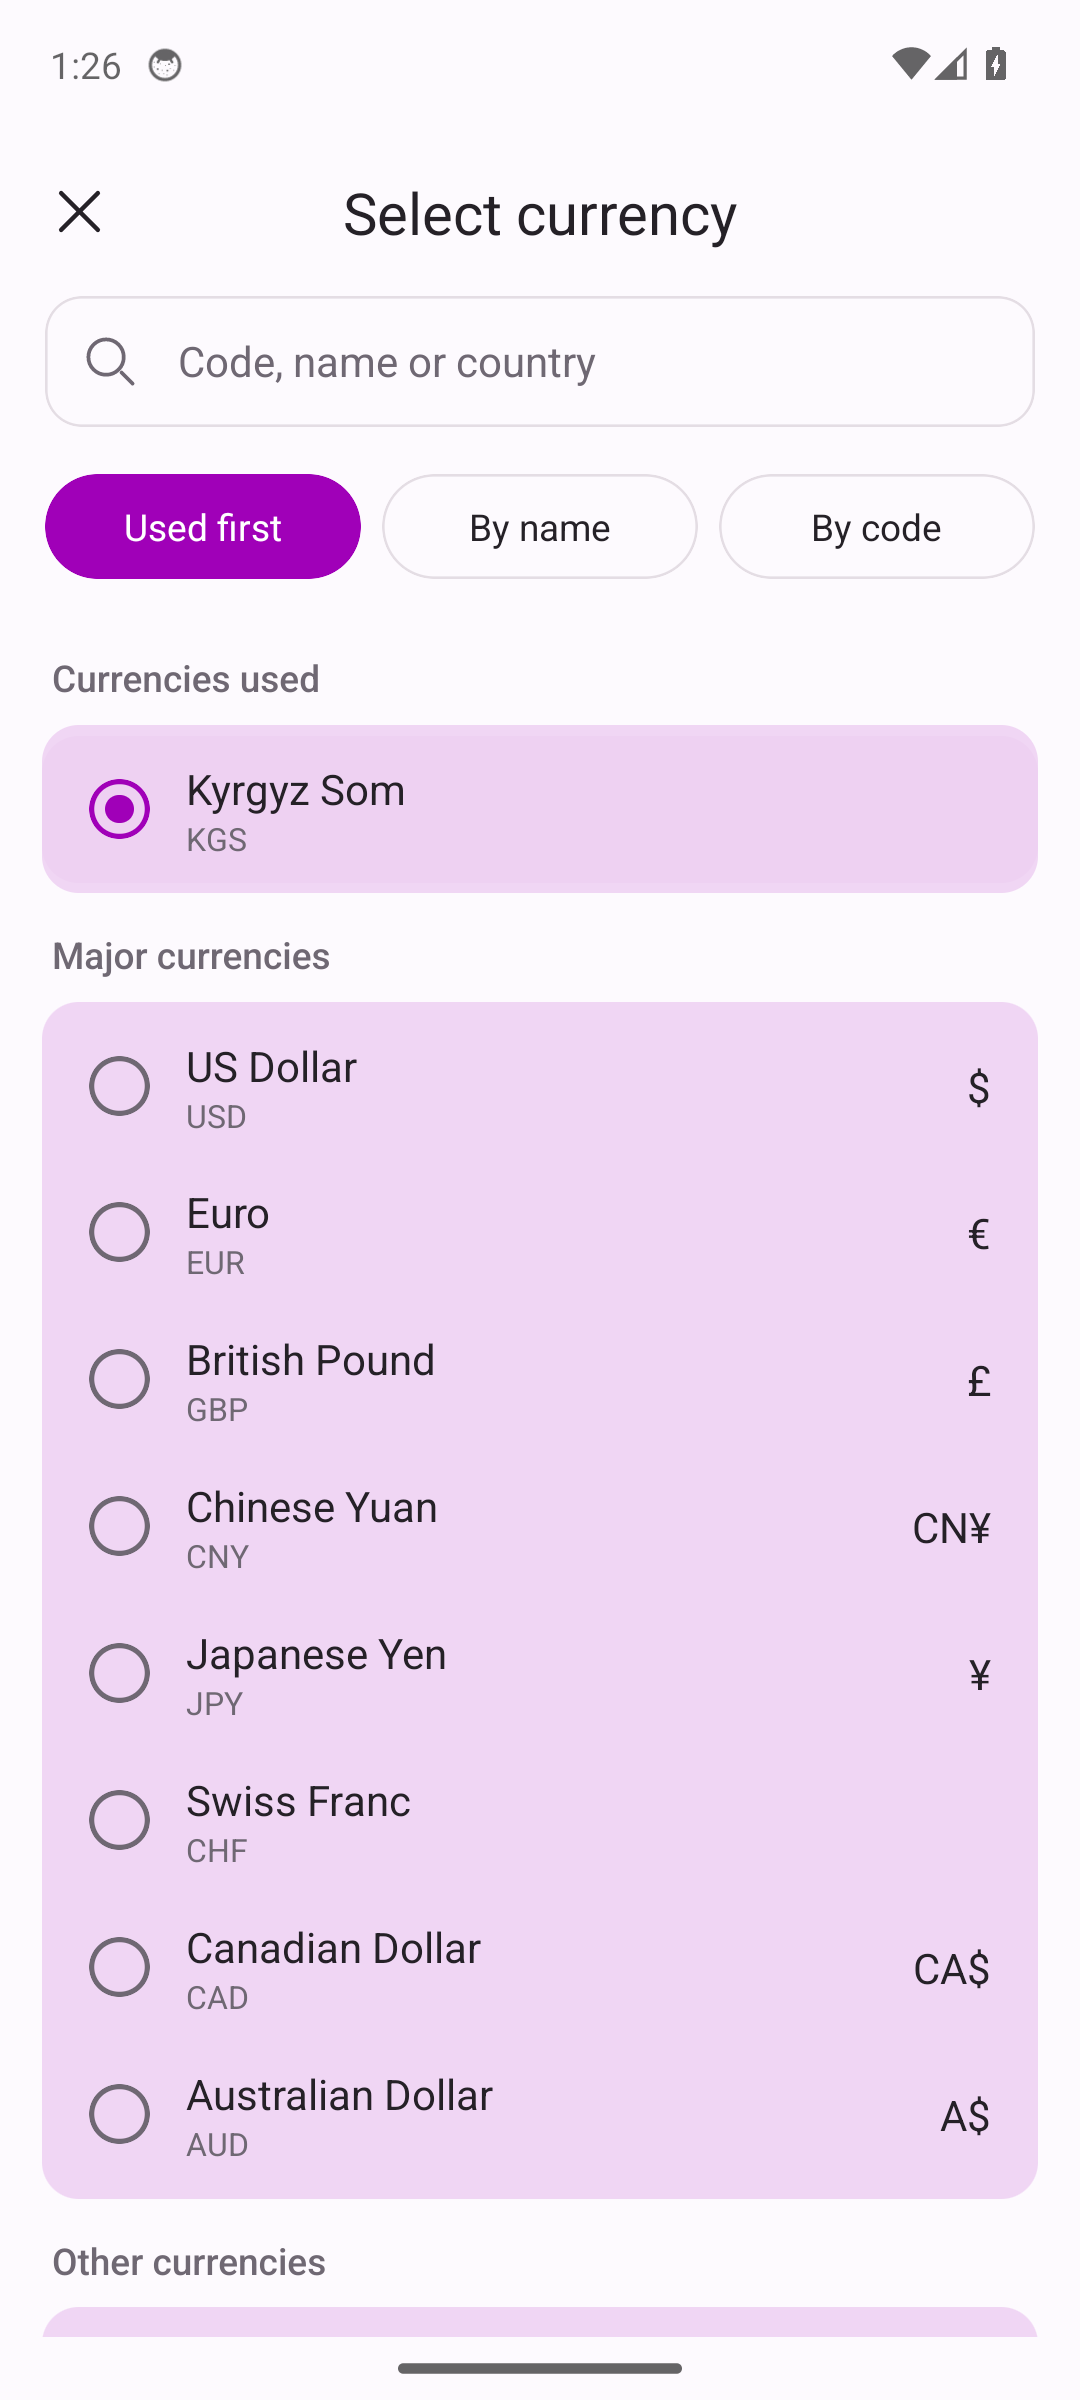 1:26
Select currency
Code, name or country
Used first
By name
By code
Currencies used
Kyrgyz Som
KGS
Major currencies
US Dollar
$
USD
Euro
€
EUR
British Pound
£
GBP
Chinese Yuan
CN¥
CNY
Japanese Yen
¥
JPY
Swiss Franc
CHF
Canadian Dollar
CA$
CAD
Australian Dollar
A$
AUD
Other currencies